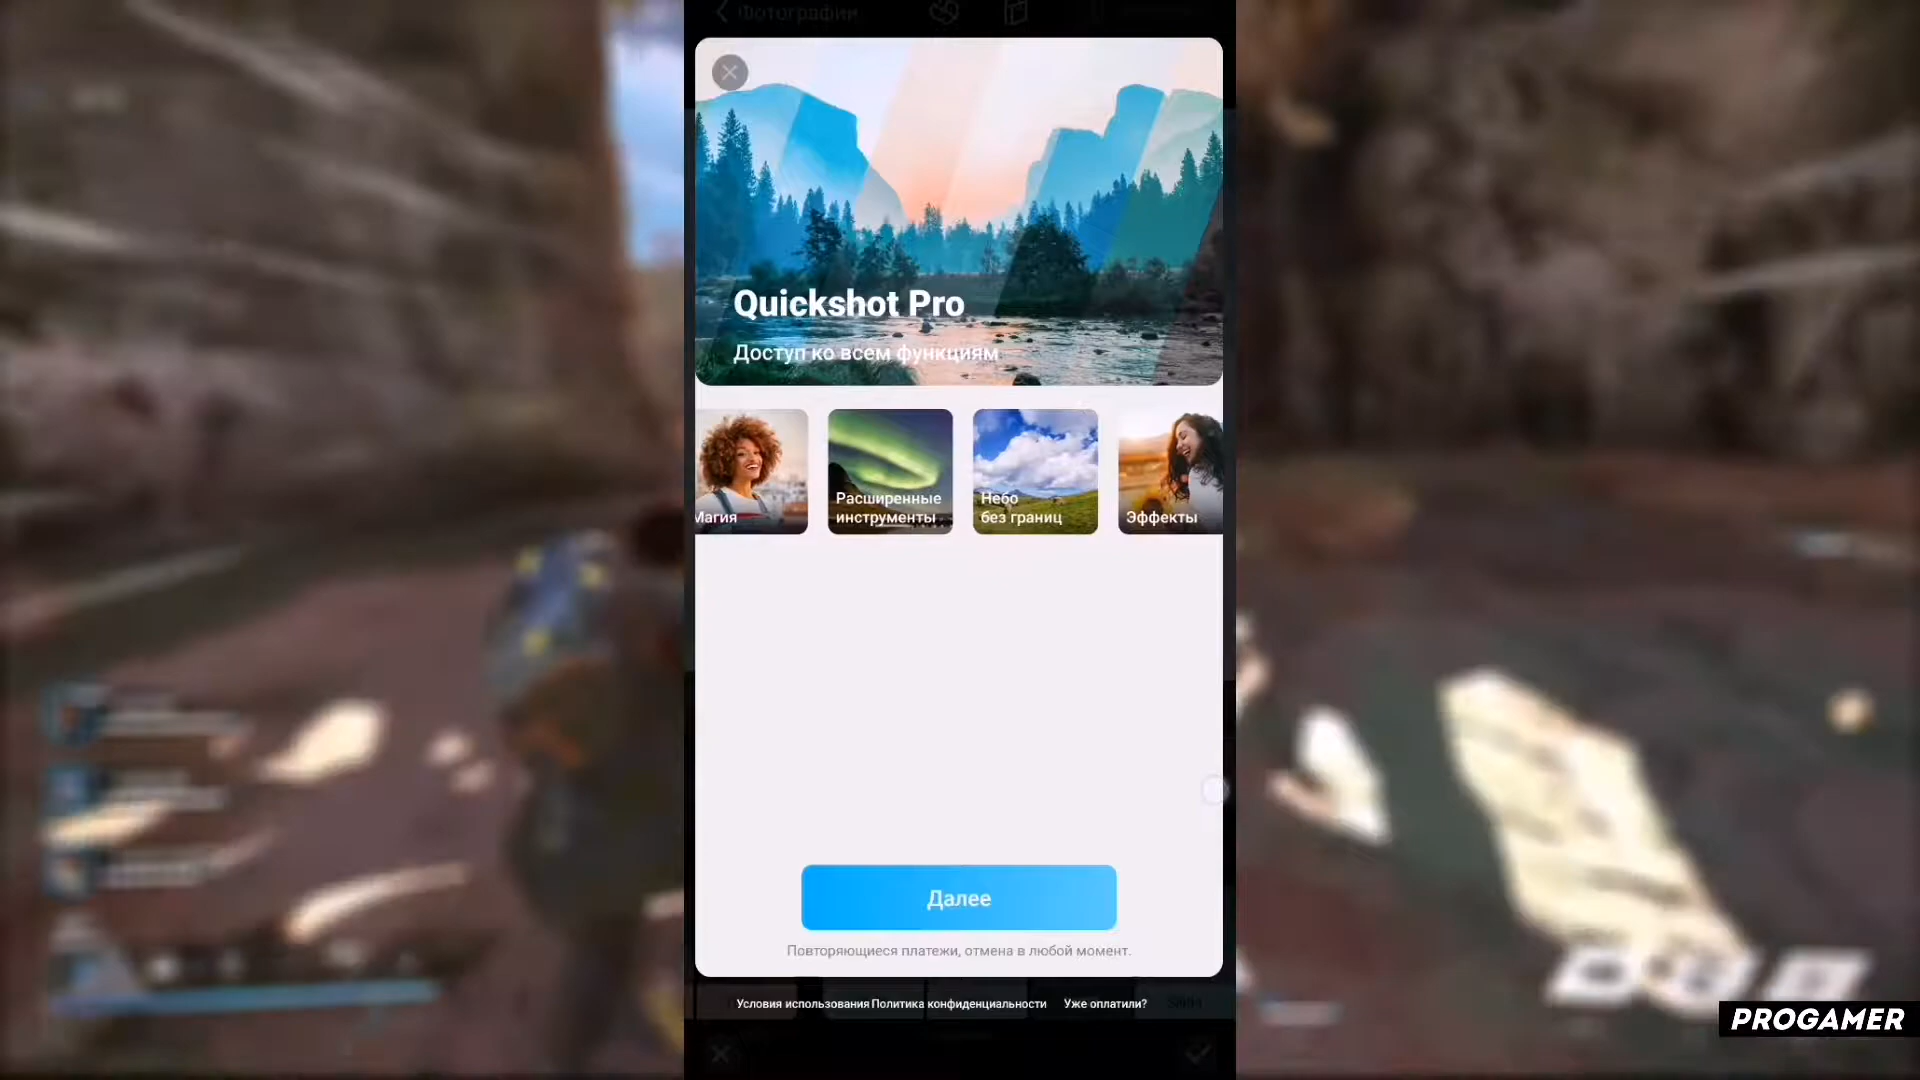 Фотографии
Quickshot Pro
Доступ ко всем функциям
Магия
Расширенные
инструменты
Небо
без границ
Эффекты
Далее
Повторяющиеся платежи, отмена в любой момент.
Условия использования Политика конфиденциальности Уже оплатили?
PROGAMER